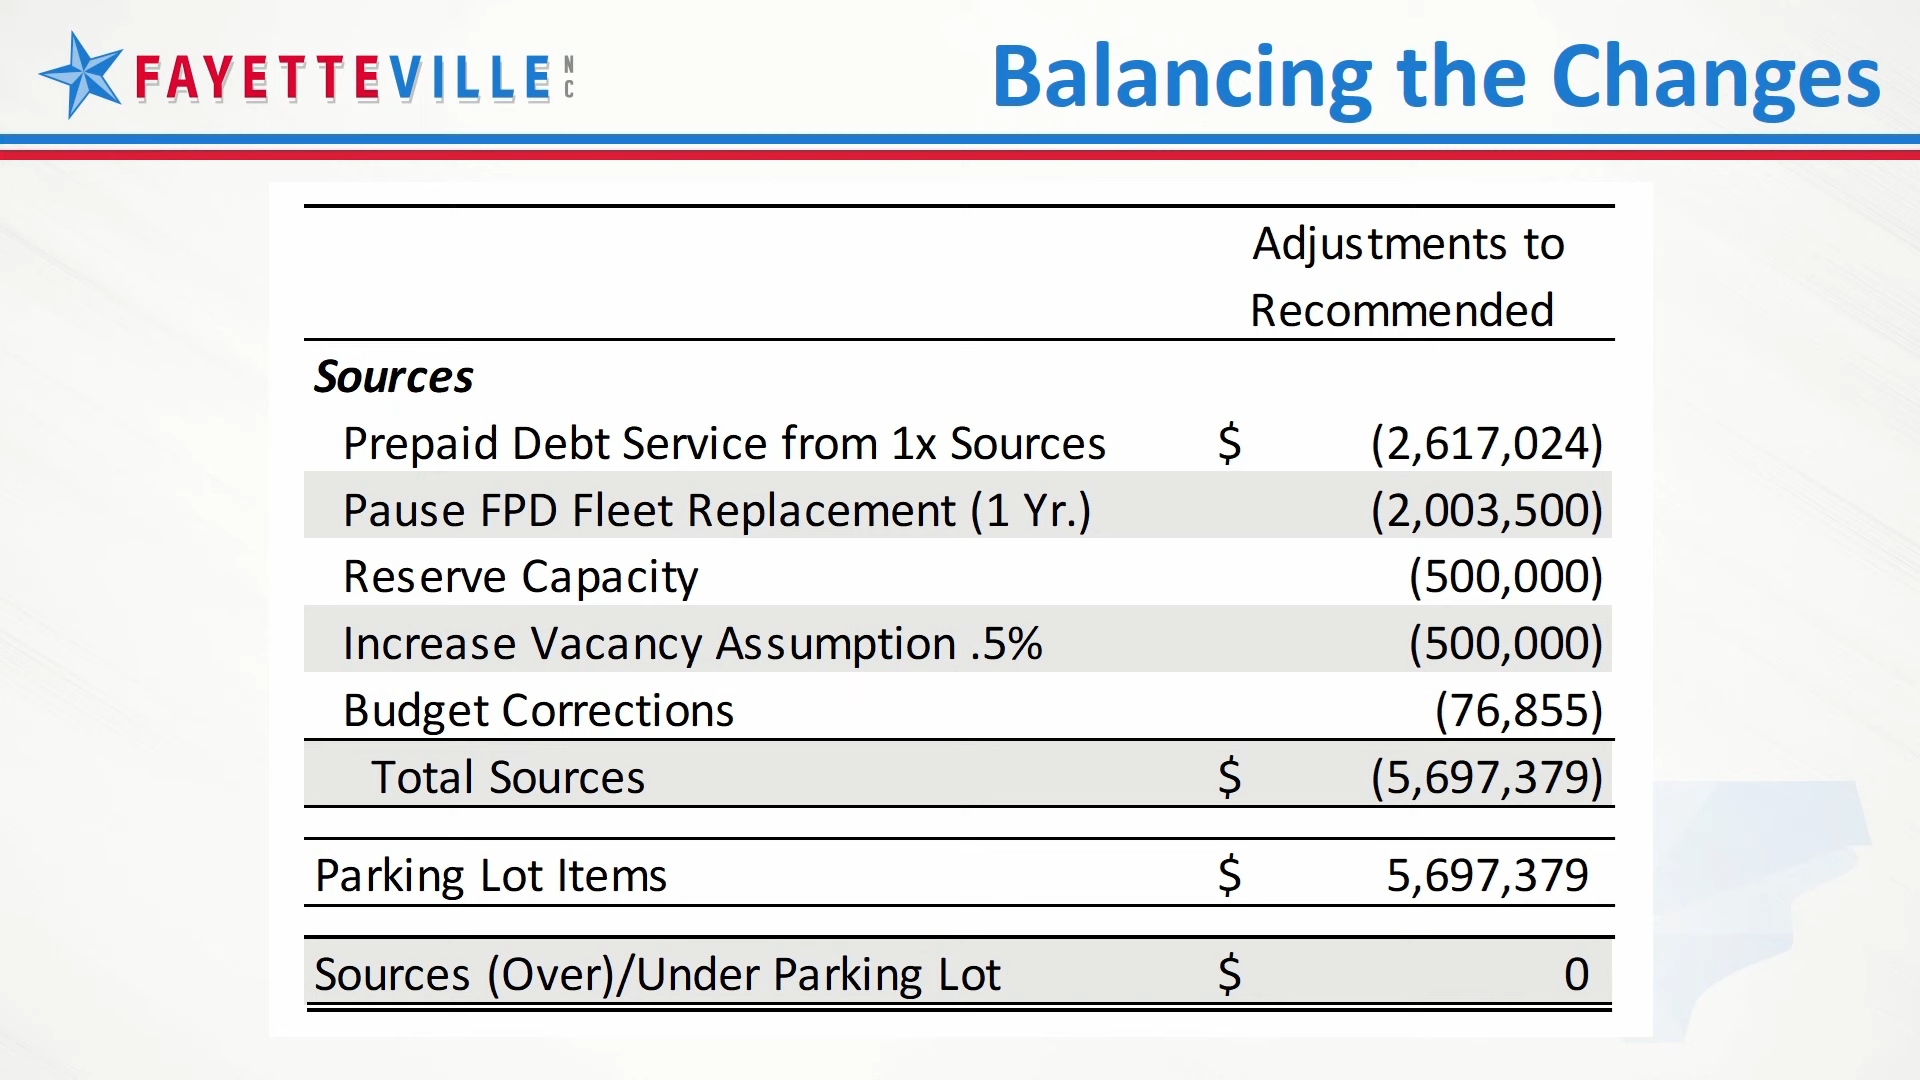 FAYETTEVILLE NC
Balancing the Changes
Adjustments to
Recommended
Sources
Prepaid Debt Service from 1x Sources $ (2,617,024)
Pause FPD Fleet Replacement (1 Yr.) (2,003,500)
Reserve Capacity (500,000)
Increase Vacancy Assumption .5% (500,000)
Budget Corrections (76,855)
Total Sources $ (5,697,379)
Parking Lot Items $ 5,697,379
Sources (Over)/Under Parking Lot $ 0